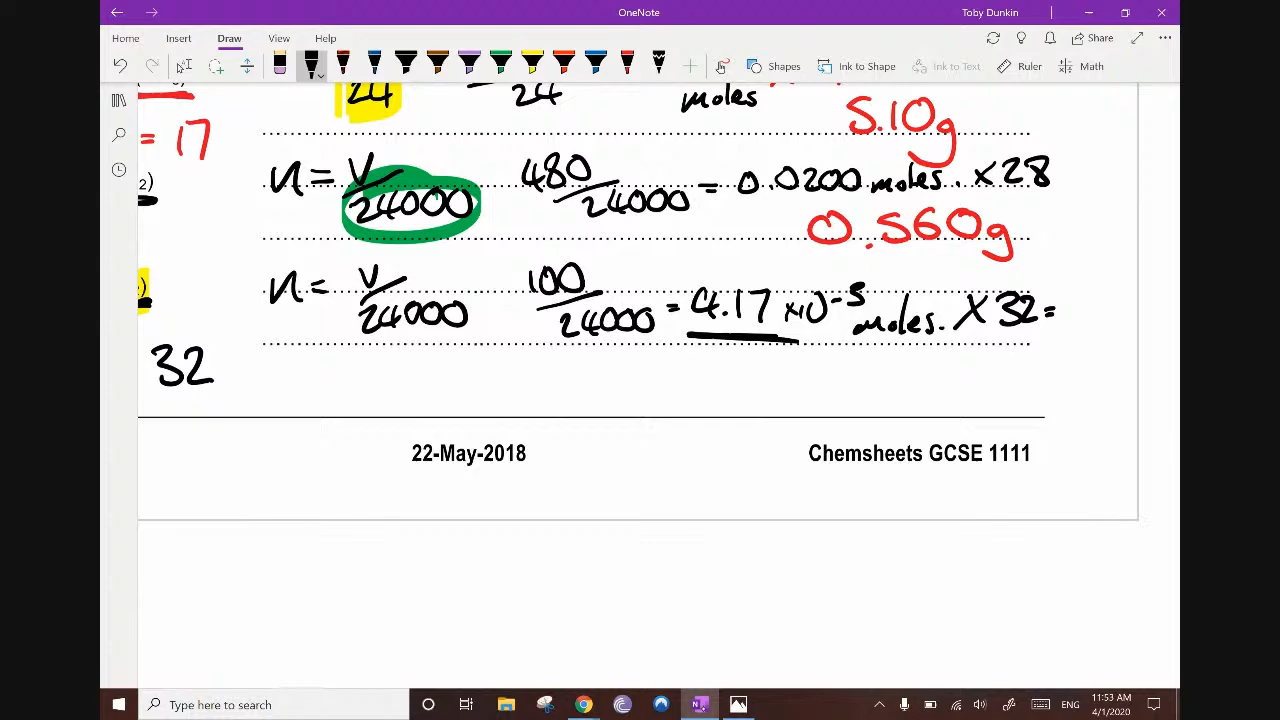 OneNote
Toby Dunkin
Home Insert Draw View Help
Share
Shapes Ink to Shape Ink to Text Ruler Math
24 24 moles
5.10g
= 17
n = V/24000 480/24000 = 0.0200 moles. ×28
0.560g
n = V/24000 100/24000 = 4.17 ×10⁻³ moles. × 32 =
32
22-May-2018 Chemsheets GCSE 1111
Type here to search
ENG
11:53 AM
4/1/2020